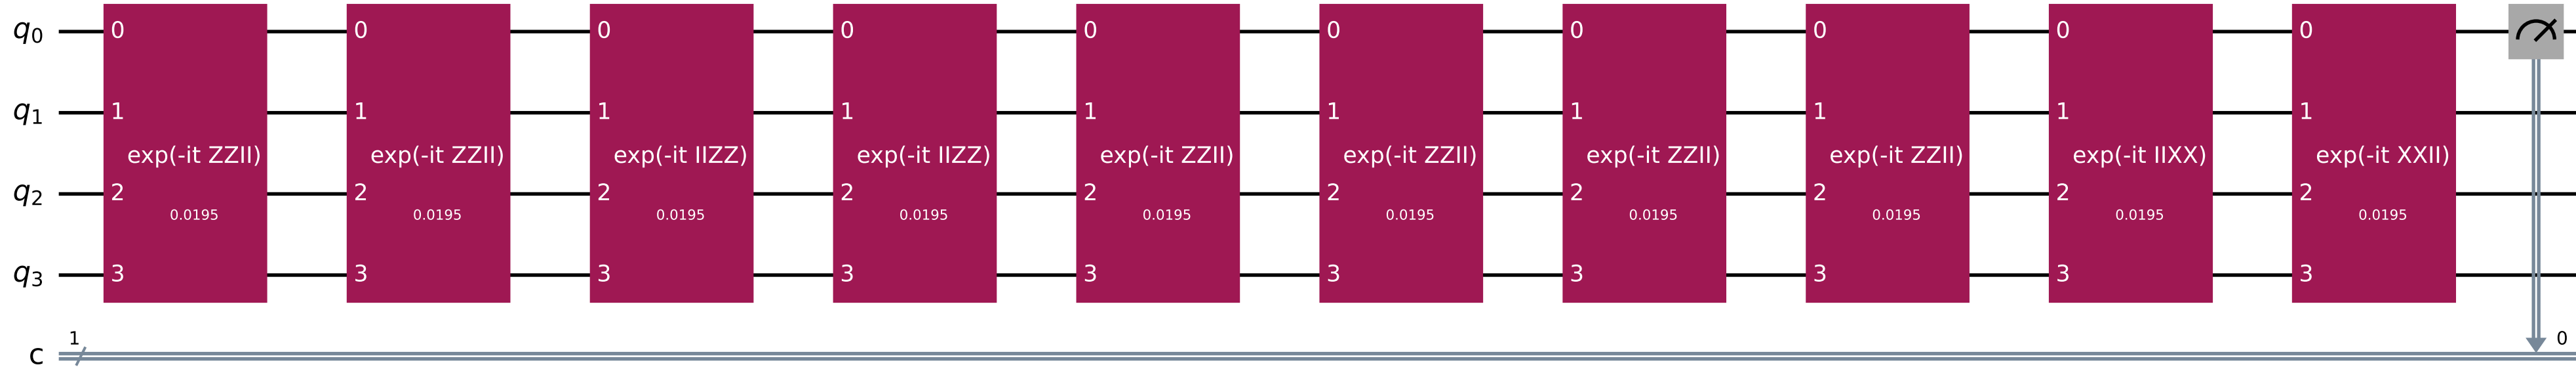 q0 0 0 0 0 0 0 0 0 0 0
q1 1 1 1 1 1 1 1 1 1 1
exp(-it ZZII) exp(-it ZZII) exp(-it IIZZ) exp(-it IIZZ) exp(-it ZZII) exp(-it ZZII) exp(-it ZZII) exp(-it ZZII) exp(-it IIXX) exp(-it XXII)
q2 2 2 2 2 2 2 2 2 2 2
0.0195 0.0195 0.0195 0.0195 0.0195 0.0195 0.0195 0.0195 0.0195 0.0195
q3 3 3 3 3 3 3 3 3 3 3
1 0
c